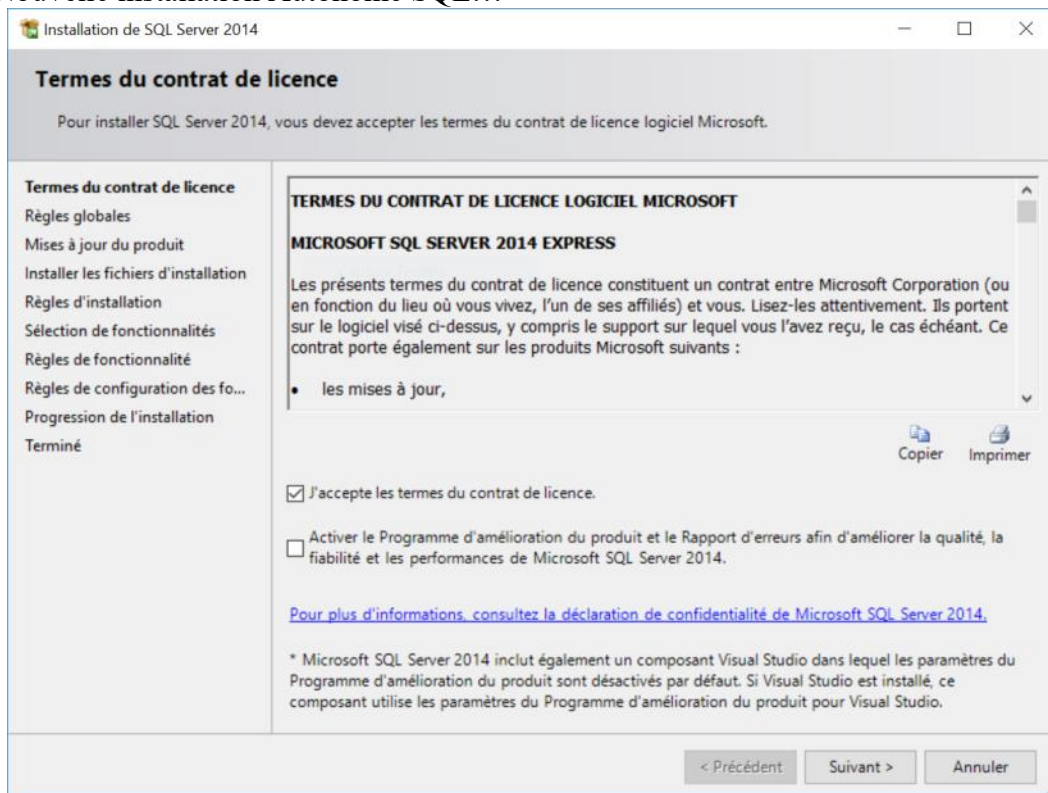 Installation de SQL Server 2014
Termes du contrat de licence
Pour installer SQL Server 2014, vous devez accepter les termes du contrat de licence logiciel Microsoft.
Termes du contrat de licence
Règles globales
Mises à jour du produit
Installer les fichiers d'installation
Règles d'installation
Sélection de fonctionnalités
Règles de fonctionnalité
Règles de configuration des fo...
Progression de l'installation
Terminé
TERMES DU CONTRAT DE LICENCE LOGICIEL MICROSOFT
MICROSOFT SQL SERVER 2014 EXPRESS
Les présents termes du contrat de licence constituent un contrat entre Microsoft Corporation (ou
en fonction du lieu où vous vivez, l'un de ses affiliés) et vous. Lisez-les attentivement. Ils portent
sur le logiciel visé ci-dessus, y compris le support sur lequel vous l'avez reçu, le cas échéant. Ce
contrat porte également sur les produits Microsoft suivants :
• les mises à jour,
Copier Imprimer
J'accepte les termes du contrat de licence.
Activer le Programme d'amélioration du produit et le Rapport d'erreurs afin d'améliorer la qualité, la
fiabilité et les performances de Microsoft SQL Server 2014.
Pour plus d'informations, consultez la déclaration de confidentialité de Microsoft SQL Server 2014.
* Microsoft SQL Server 2014 inclut également un composant Visual Studio dans lequel les paramètres du
Programme d'amélioration du produit sont désactivés par défaut. Si Visual Studio est installé, ce
composant utilise les paramètres du Programme d'amélioration du produit pour Visual Studio.
< Précédent Suivant > Annuler